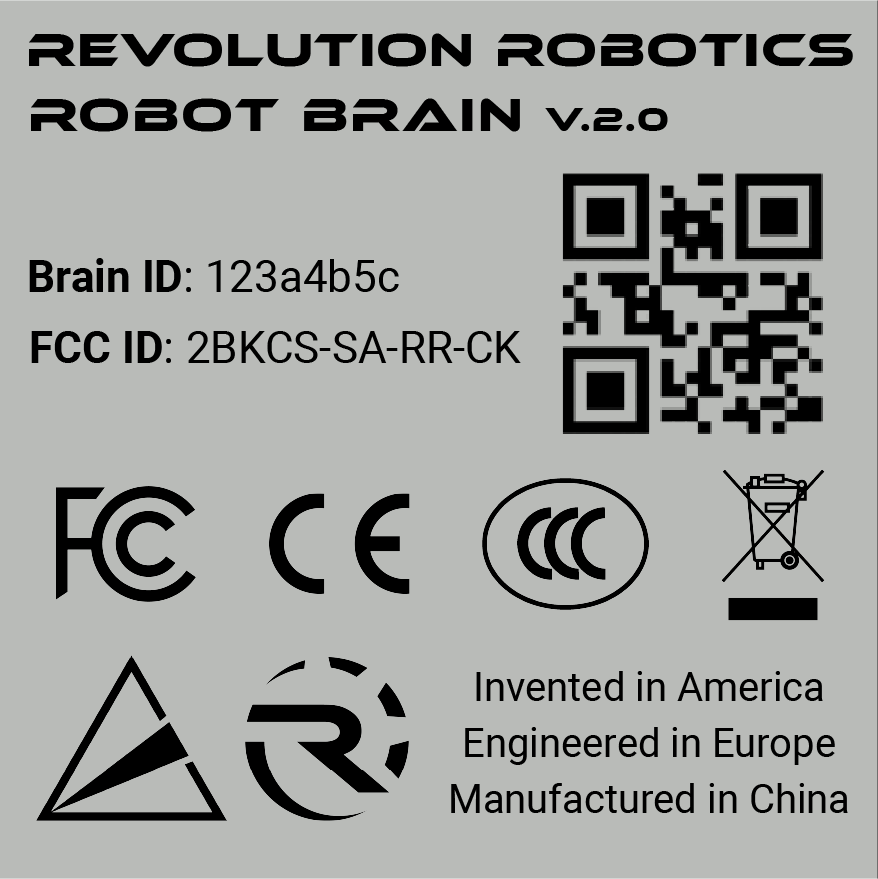 REVOLUTION ROBOTICS
ROBOT BRAIN V.2.0
Brain ID: 123a4b5c
FCC ID: 2BKCS-SA-RR-CK
FC CE CCC
R
Invented in America
Engineered in Europe
Manufactured in China